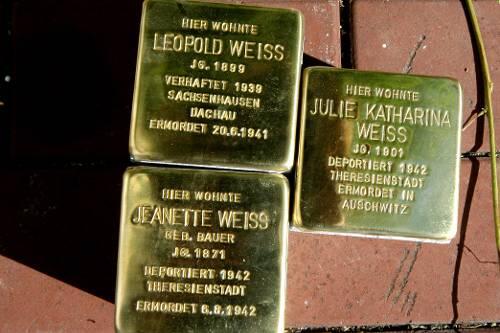 HIER WOHNTE
LEOPOLD WEISS
JG. 1899
VERHAFTET 1939
SACHSENHAUSEN
DACHAU
ERMORDET 20.6.1941
HIER WOHNTE
JULIE KATHARINA
WEISS
JG. 1901
DEPORTIERT 1942
THERESIENSTADT
ERMORDET IN
AUSCHWITZ
HIER WOHNTE
JEANETTE WEISS
GEB. BAUER
JG. 1871
DEPORTIERT 1942
THERESIENSTADT
ERMORDET 6.8.1942